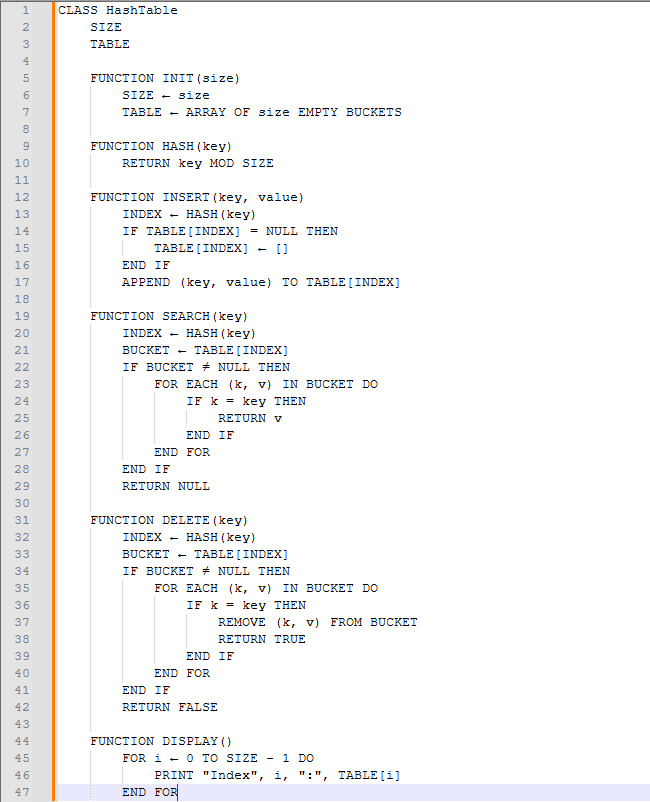 1 CLASS HashTable
2     SIZE
3     TABLE
4
5     FUNCTION INIT(size)
6         SIZE ← size
7         TABLE ← ARRAY OF size EMPTY BUCKETS
8
9     FUNCTION HASH(key)
10         RETURN key MOD SIZE
11
12     FUNCTION INSERT(key, value)
13         INDEX ← HASH(key)
14         IF TABLE[INDEX] = NULL THEN
15             TABLE[INDEX] ← []
16         END IF
17         APPEND (key, value) TO TABLE[INDEX]
18
19     FUNCTION SEARCH(key)
20         INDEX ← HASH(key)
21         BUCKET ← TABLE[INDEX]
22         IF BUCKET ≠ NULL THEN
23             FOR EACH (k, v) IN BUCKET DO
24                 IF k = key THEN
25                     RETURN v
26                 END IF
27             END FOR
28         END IF
29         RETURN NULL
30
31     FUNCTION DELETE(key)
32         INDEX ← HASH(key)
33         BUCKET ← TABLE[INDEX]
34         IF BUCKET ≠ NULL THEN
35             FOR EACH (k, v) IN BUCKET DO
36                 IF k = key THEN
37                     REMOVE (k, v) FROM BUCKET
38                     RETURN TRUE
39                 END IF
40             END FOR
41         END IF
42         RETURN FALSE
43
44     FUNCTION DISPLAY()
45         FOR i ← 0 TO SIZE - 1 DO
46             PRINT "Index", i, ":", TABLE[i]
47         END FOR